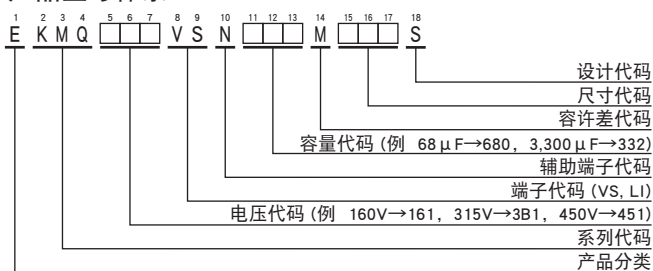 1 2 3 4 5 6 7 8 9 10 11 12 13 14 15 16 17 18
E K M Q □□□ V S N □□□ M □□□ S
设计代码
尺寸代码
容许差代码
容量代码 (例 68μF→680, 3,300μF→332)
辅助端子代码
端子代码 (VS, LI)
电压代码 (例 160V→161, 315V→3B1, 450V→451)
系列代码
产品分类